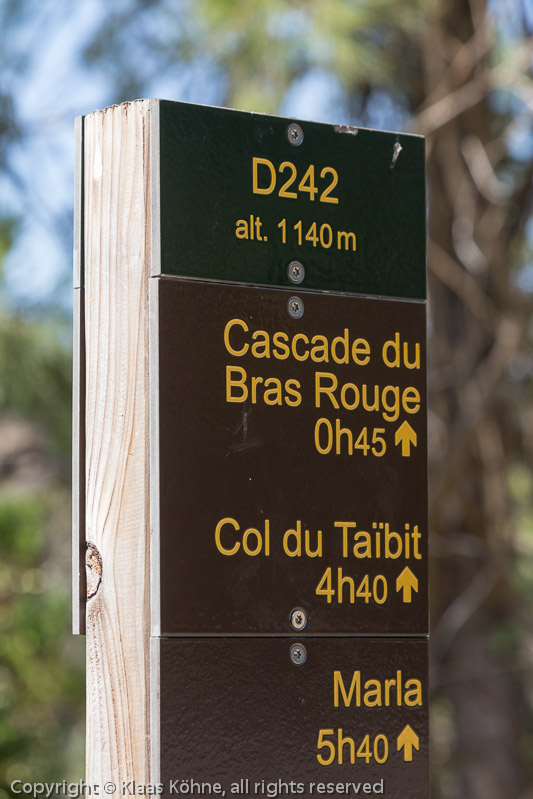 D242
alt. 1140 m
Cascade du
Bras Rouge
0h45 ↑
Col du Taïbit
4h40 ↑
Marla
5h40 ↑
Copyright © Klaas Köhne, all rights reserved